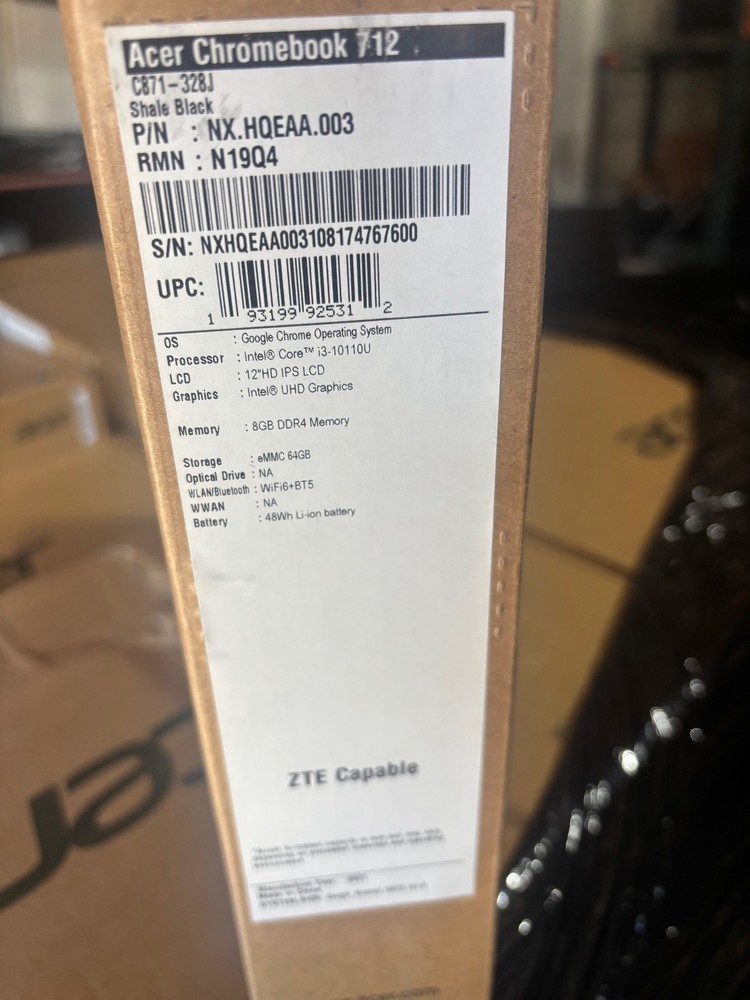 Acer Chromebook 712
C871-328J
Shale Black
P/N : NX.HQEAA.003
RMN : N19Q4
S/N: NXHQEAA003108174767600
UPC:
1 93199 92531 2
OS : Google Chrome Operating System
Processor : Intel® Core™ i3-10110U
LCD : 12"HD IPS LCD
Graphics : Intel® UHD Graphics
Memory : 8GB DDR4 Memory
Storage : eMMC 64GB
Optical Drive : NA
WLAN/Bluetooth : WiFi6+BT5
WWAN : NA
Battery : 48Wh Li-ion battery
ZTE Capable
acer